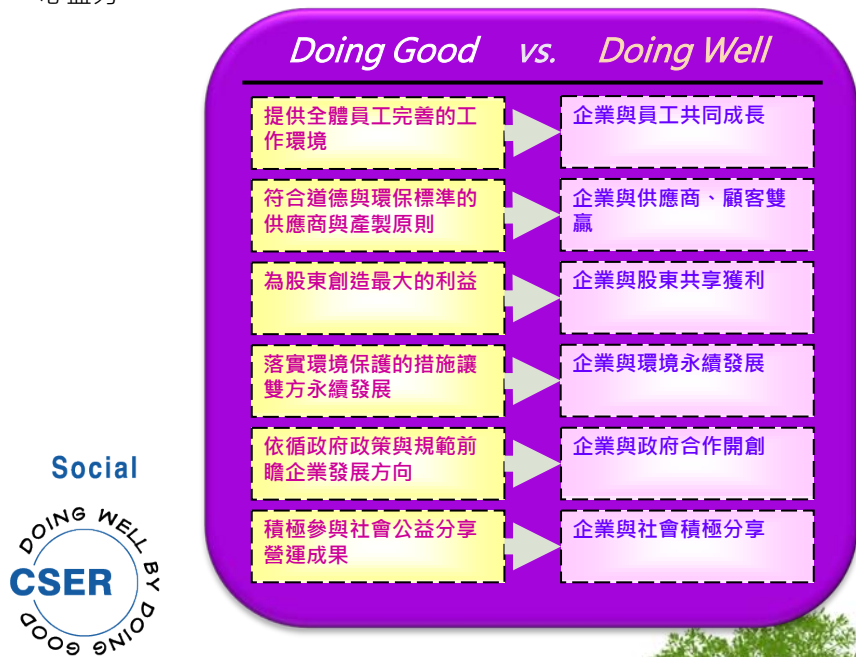 Doing Good vs. Doing Well
提供全體員工完善的工
作環境
企業與員工共同成長
符合道德與環保標準的
供應商與產製原則
企業與供應商、顧客雙
贏
為股東創造最大的利益
企業與股東共享獲利
落實環境保護的措施讓
雙方永續發展
企業與環境永續發展
依循政府政策與規範前
瞻企業發展方向
企業與政府合作開創
積極參與社會公益分享
營運成果
企業與社會積極分享
Social
DOING WELL BY DOING GOOD
CSER